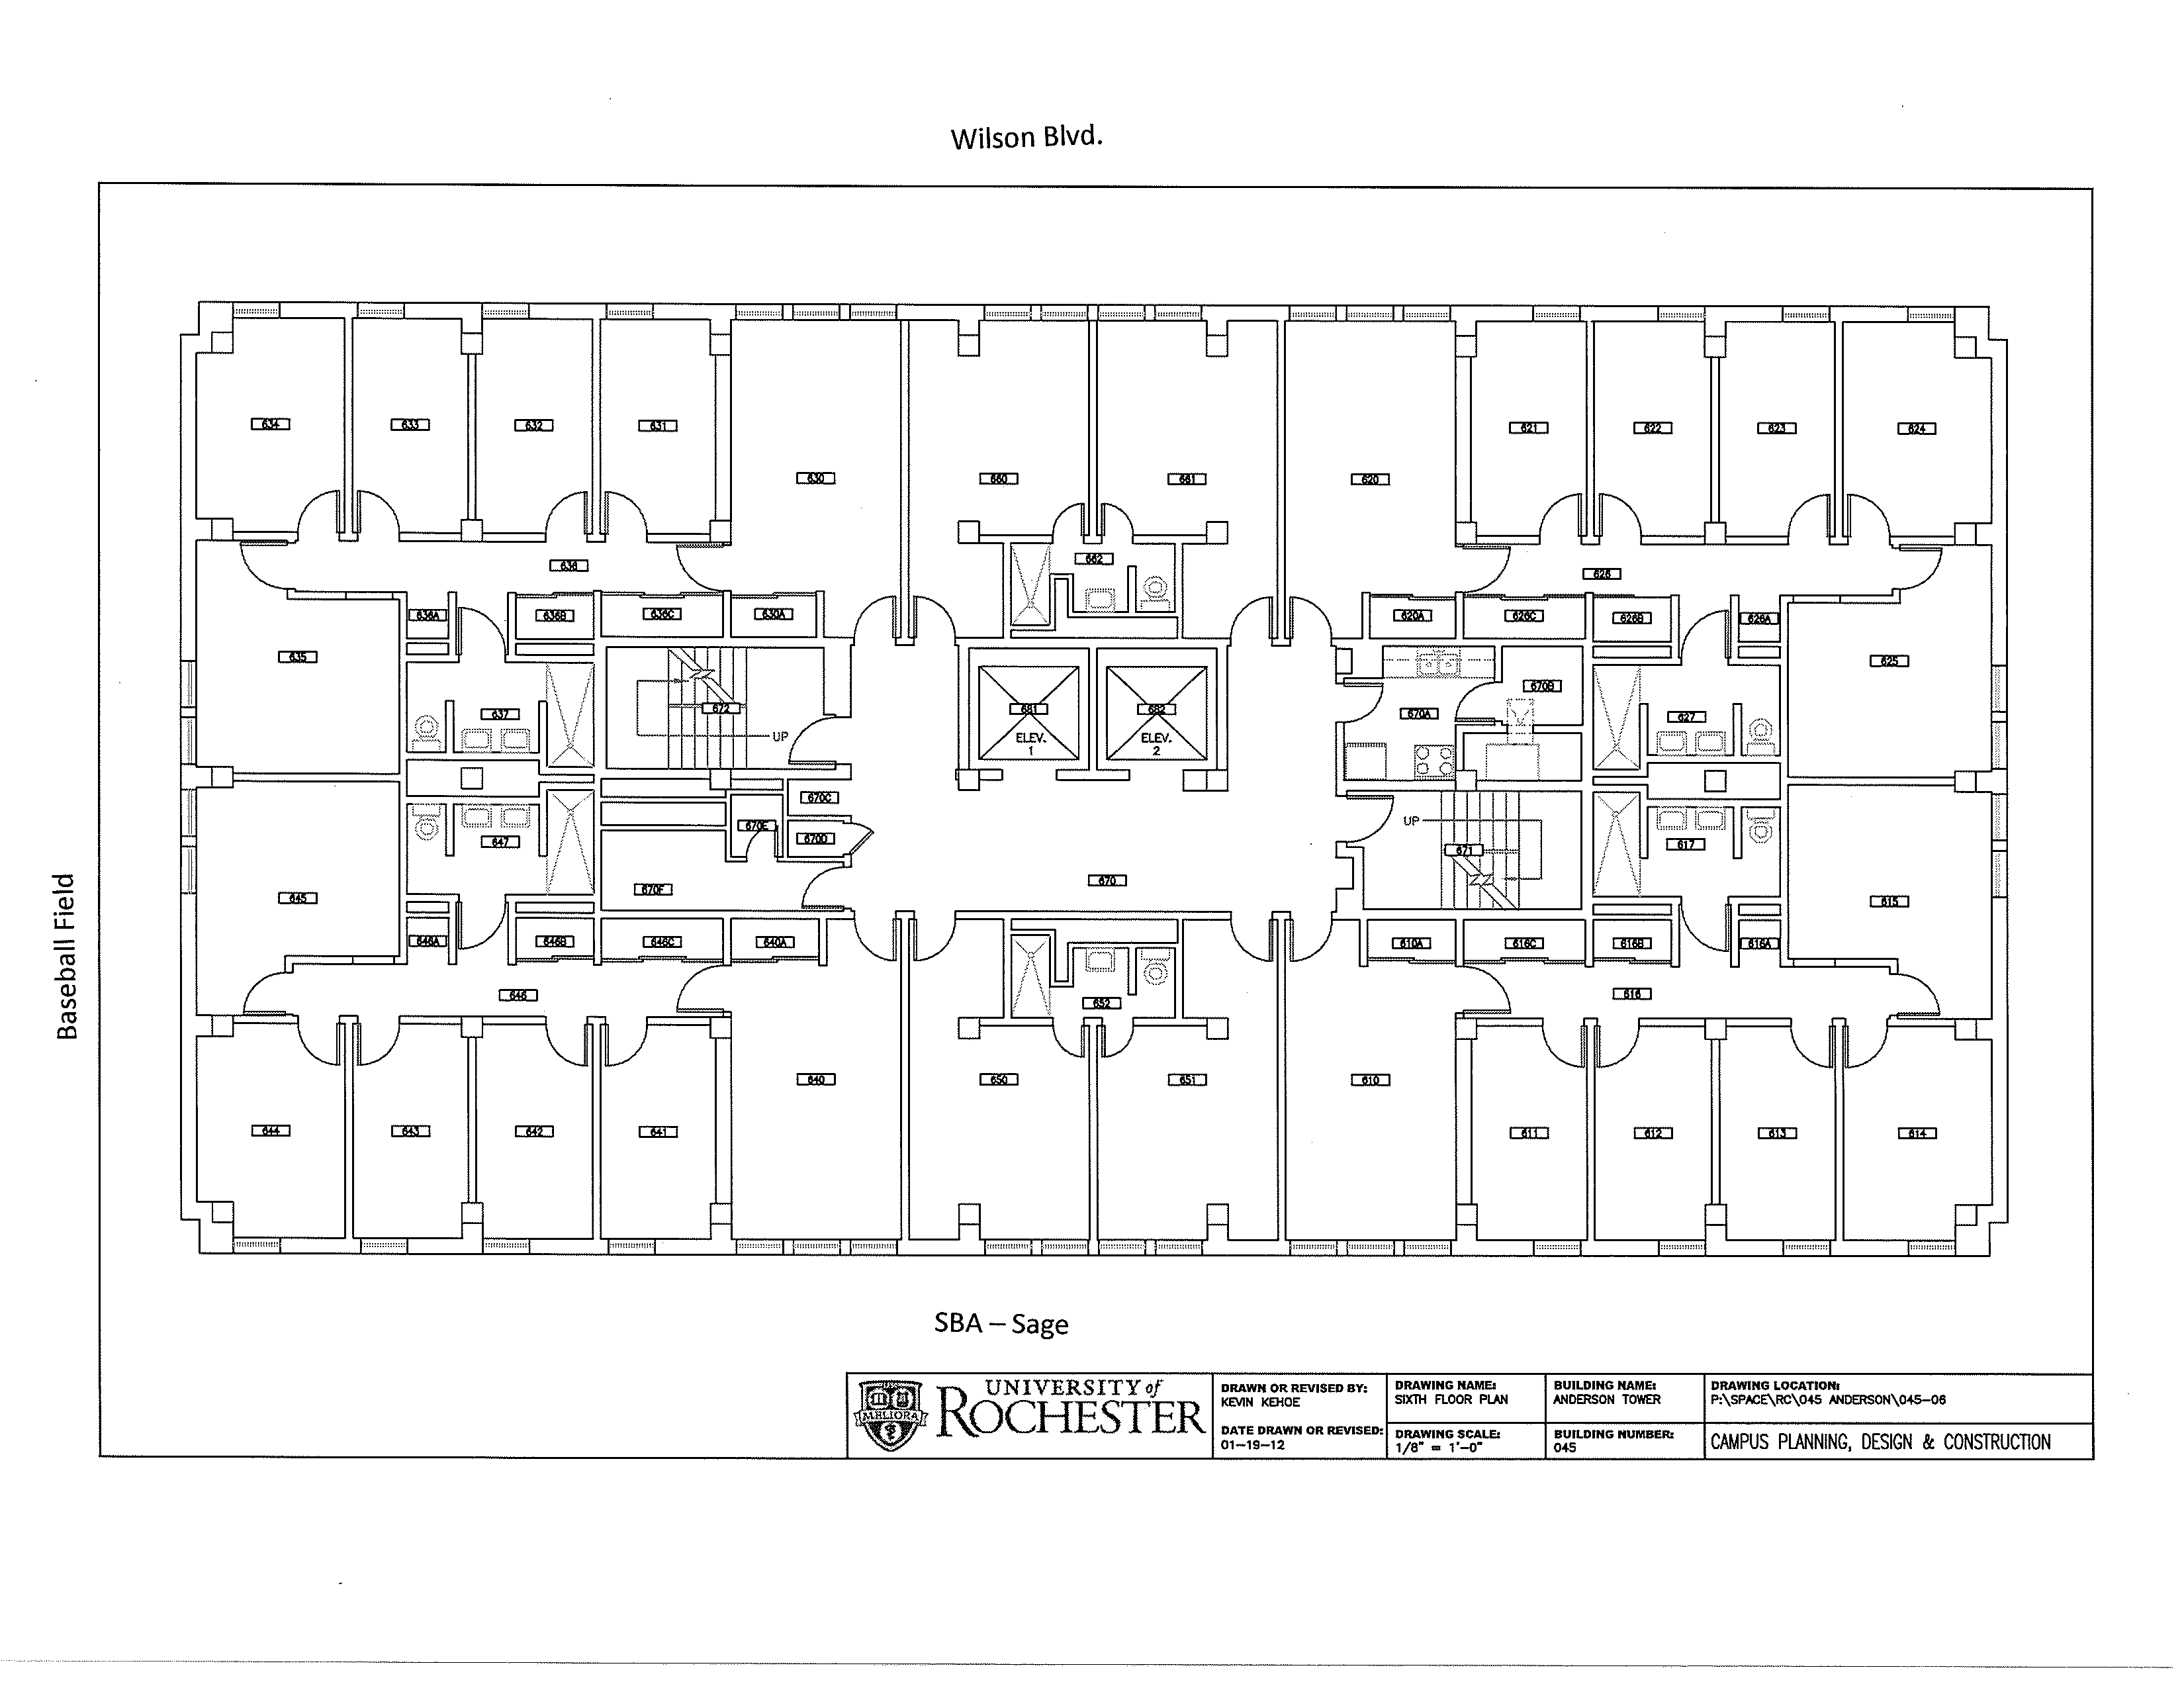 Wilson Blvd.
634
633
632
631
630
660
661
620
621
622
623
624
636
662
626
636A
636B
636C
630A
620A
626C
626B
626A
635
625
637
672
UP
681
ELEV.
1
682
ELEV.
2
670A
670B
627
670C
670E
670D
647
UP
671
617
645
670F
670
615
646A
646B
646C
640A
610A
616C
616B
616A
646
652
616
640
650
651
610
644
643
642
641
611
612
613
614
Baseball Field
SBA – Sage
MELIORA
UNIVERSITY of
ROCHESTER
DRAWN OR REVISED BY:
KEVIN KEHOE
DATE DRAWN OR REVISED:
01-19-12
DRAWING NAME:
SIXTH FLOOR PLAN
DRAWING SCALE:
1/8" = 1'-0"
BUILDING NAME:
ANDERSON TOWER
BUILDING NUMBER:
045
DRAWING LOCATION:
P:\SPACE\RC\045 ANDERSON\045-06
CAMPUS PLANNING, DESIGN & CONSTRUCTION